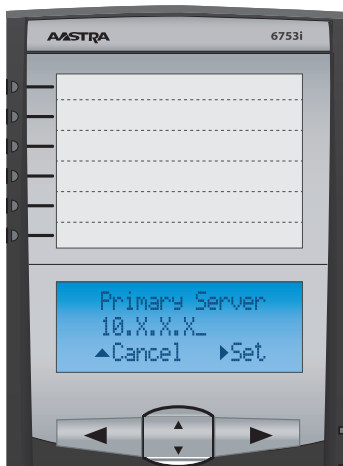 AASTRA 6753i
Primary Server
10.X.X.X_
▲Cancel ▶Set